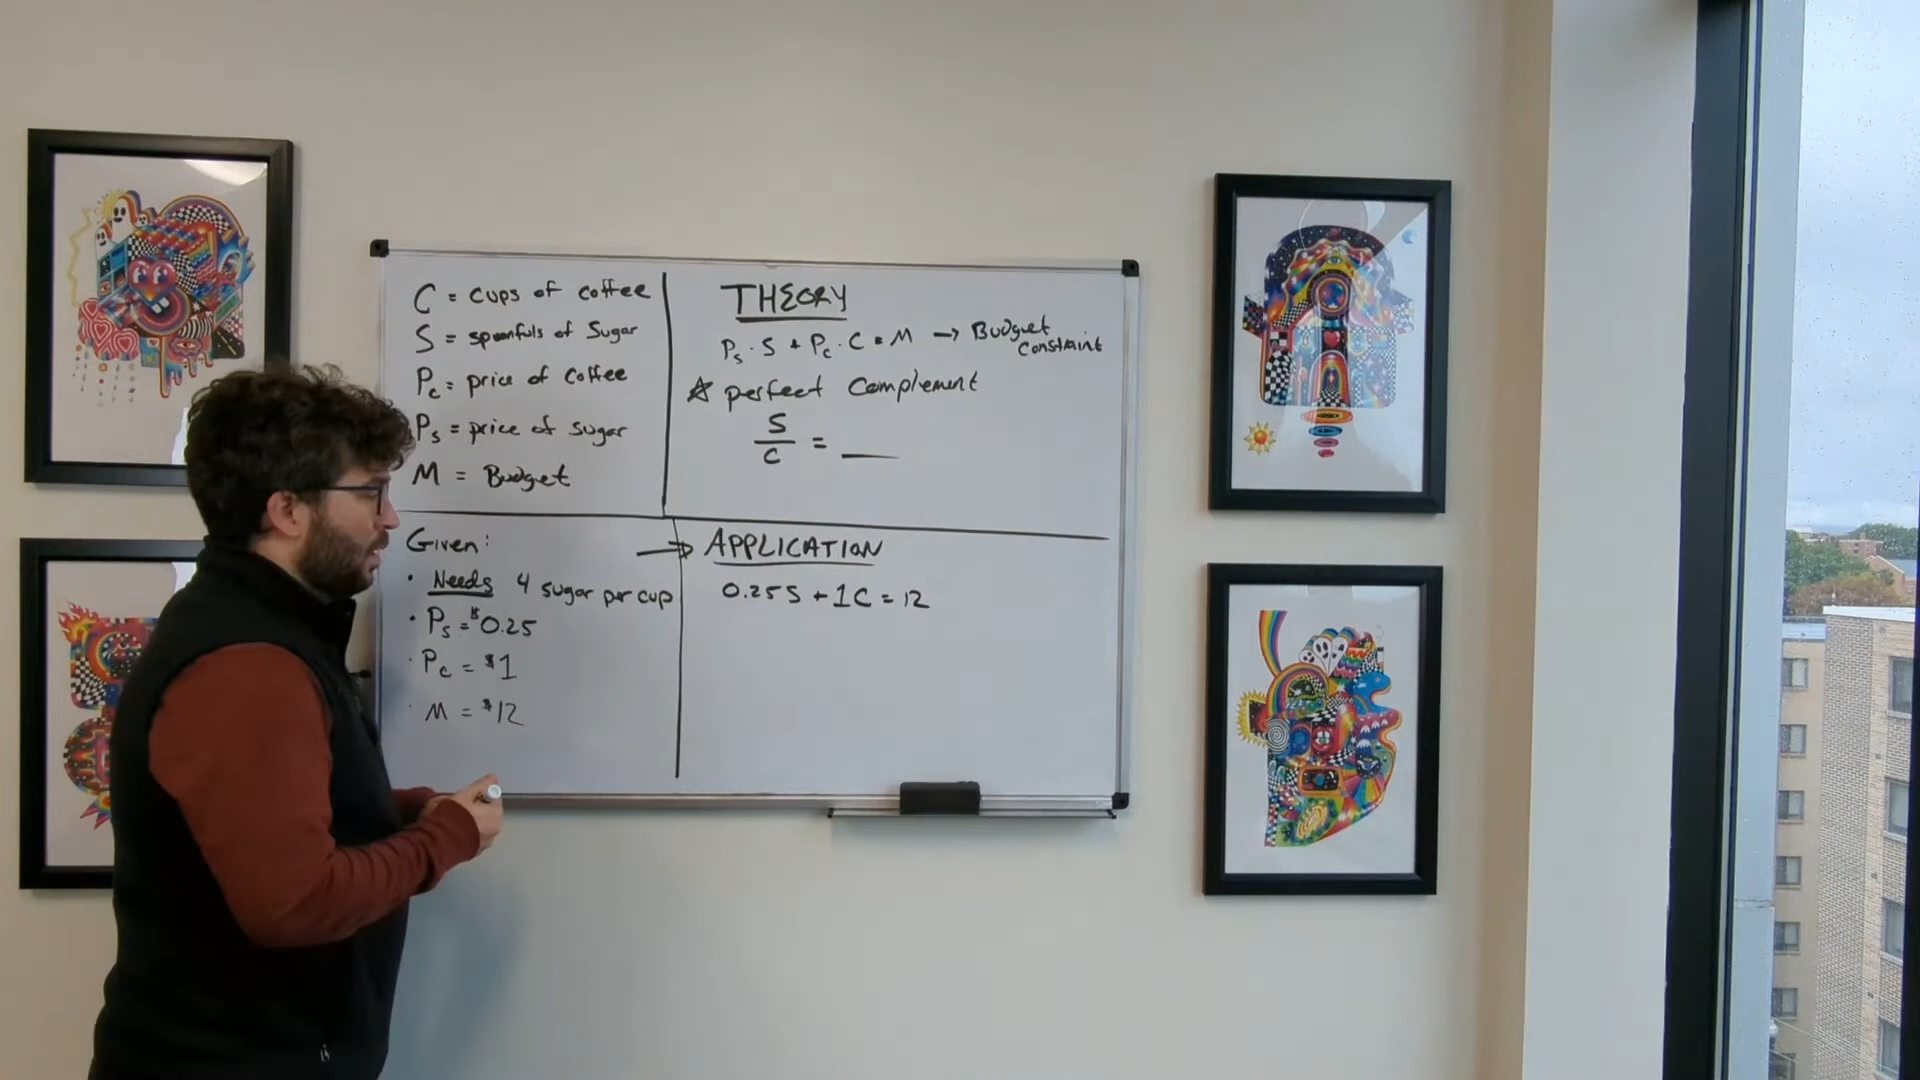 C = cups of coffee
S = spoonfuls of Sugar
Pc = price of coffee
Ps = price of sugar
M = Budget
THEORY
Ps · S + Pc · C = M → Budget Constraint
☆ perfect Complement
S/C = __
Given:
· Needs 4 sugar per cup
· Ps = $0.25
· Pc = $1
· M = $12
→ APPLICATION
0.25S + 1C = 12